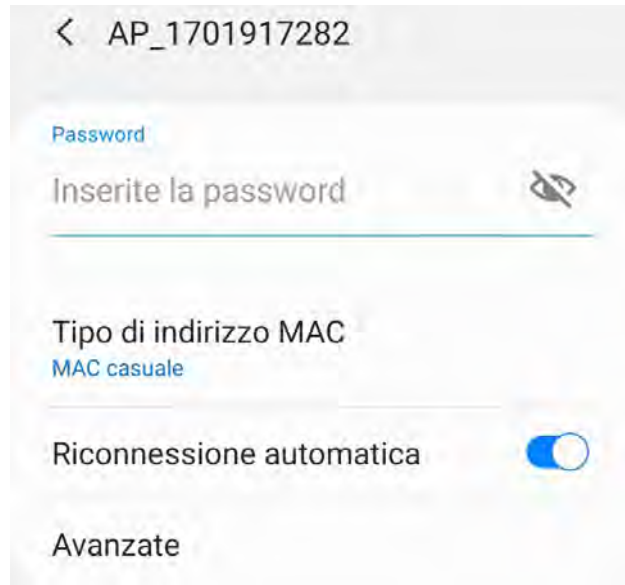 AP_1701917282
Password
Inserite la password
Tipo di indirizzo MAC
MAC casuale
Riconnessione automatica
Avanzate